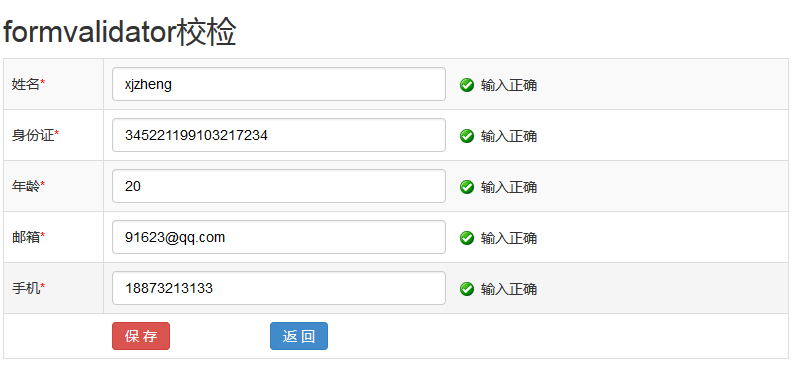 formvalidator校检
姓名* xjzheng 输入正确
身份证* 345221199103217234 输入正确
年龄* 20 输入正确
邮箱* 91623@qq.com 输入正确
手机* 18873213133 输入正确
保 存 返 回